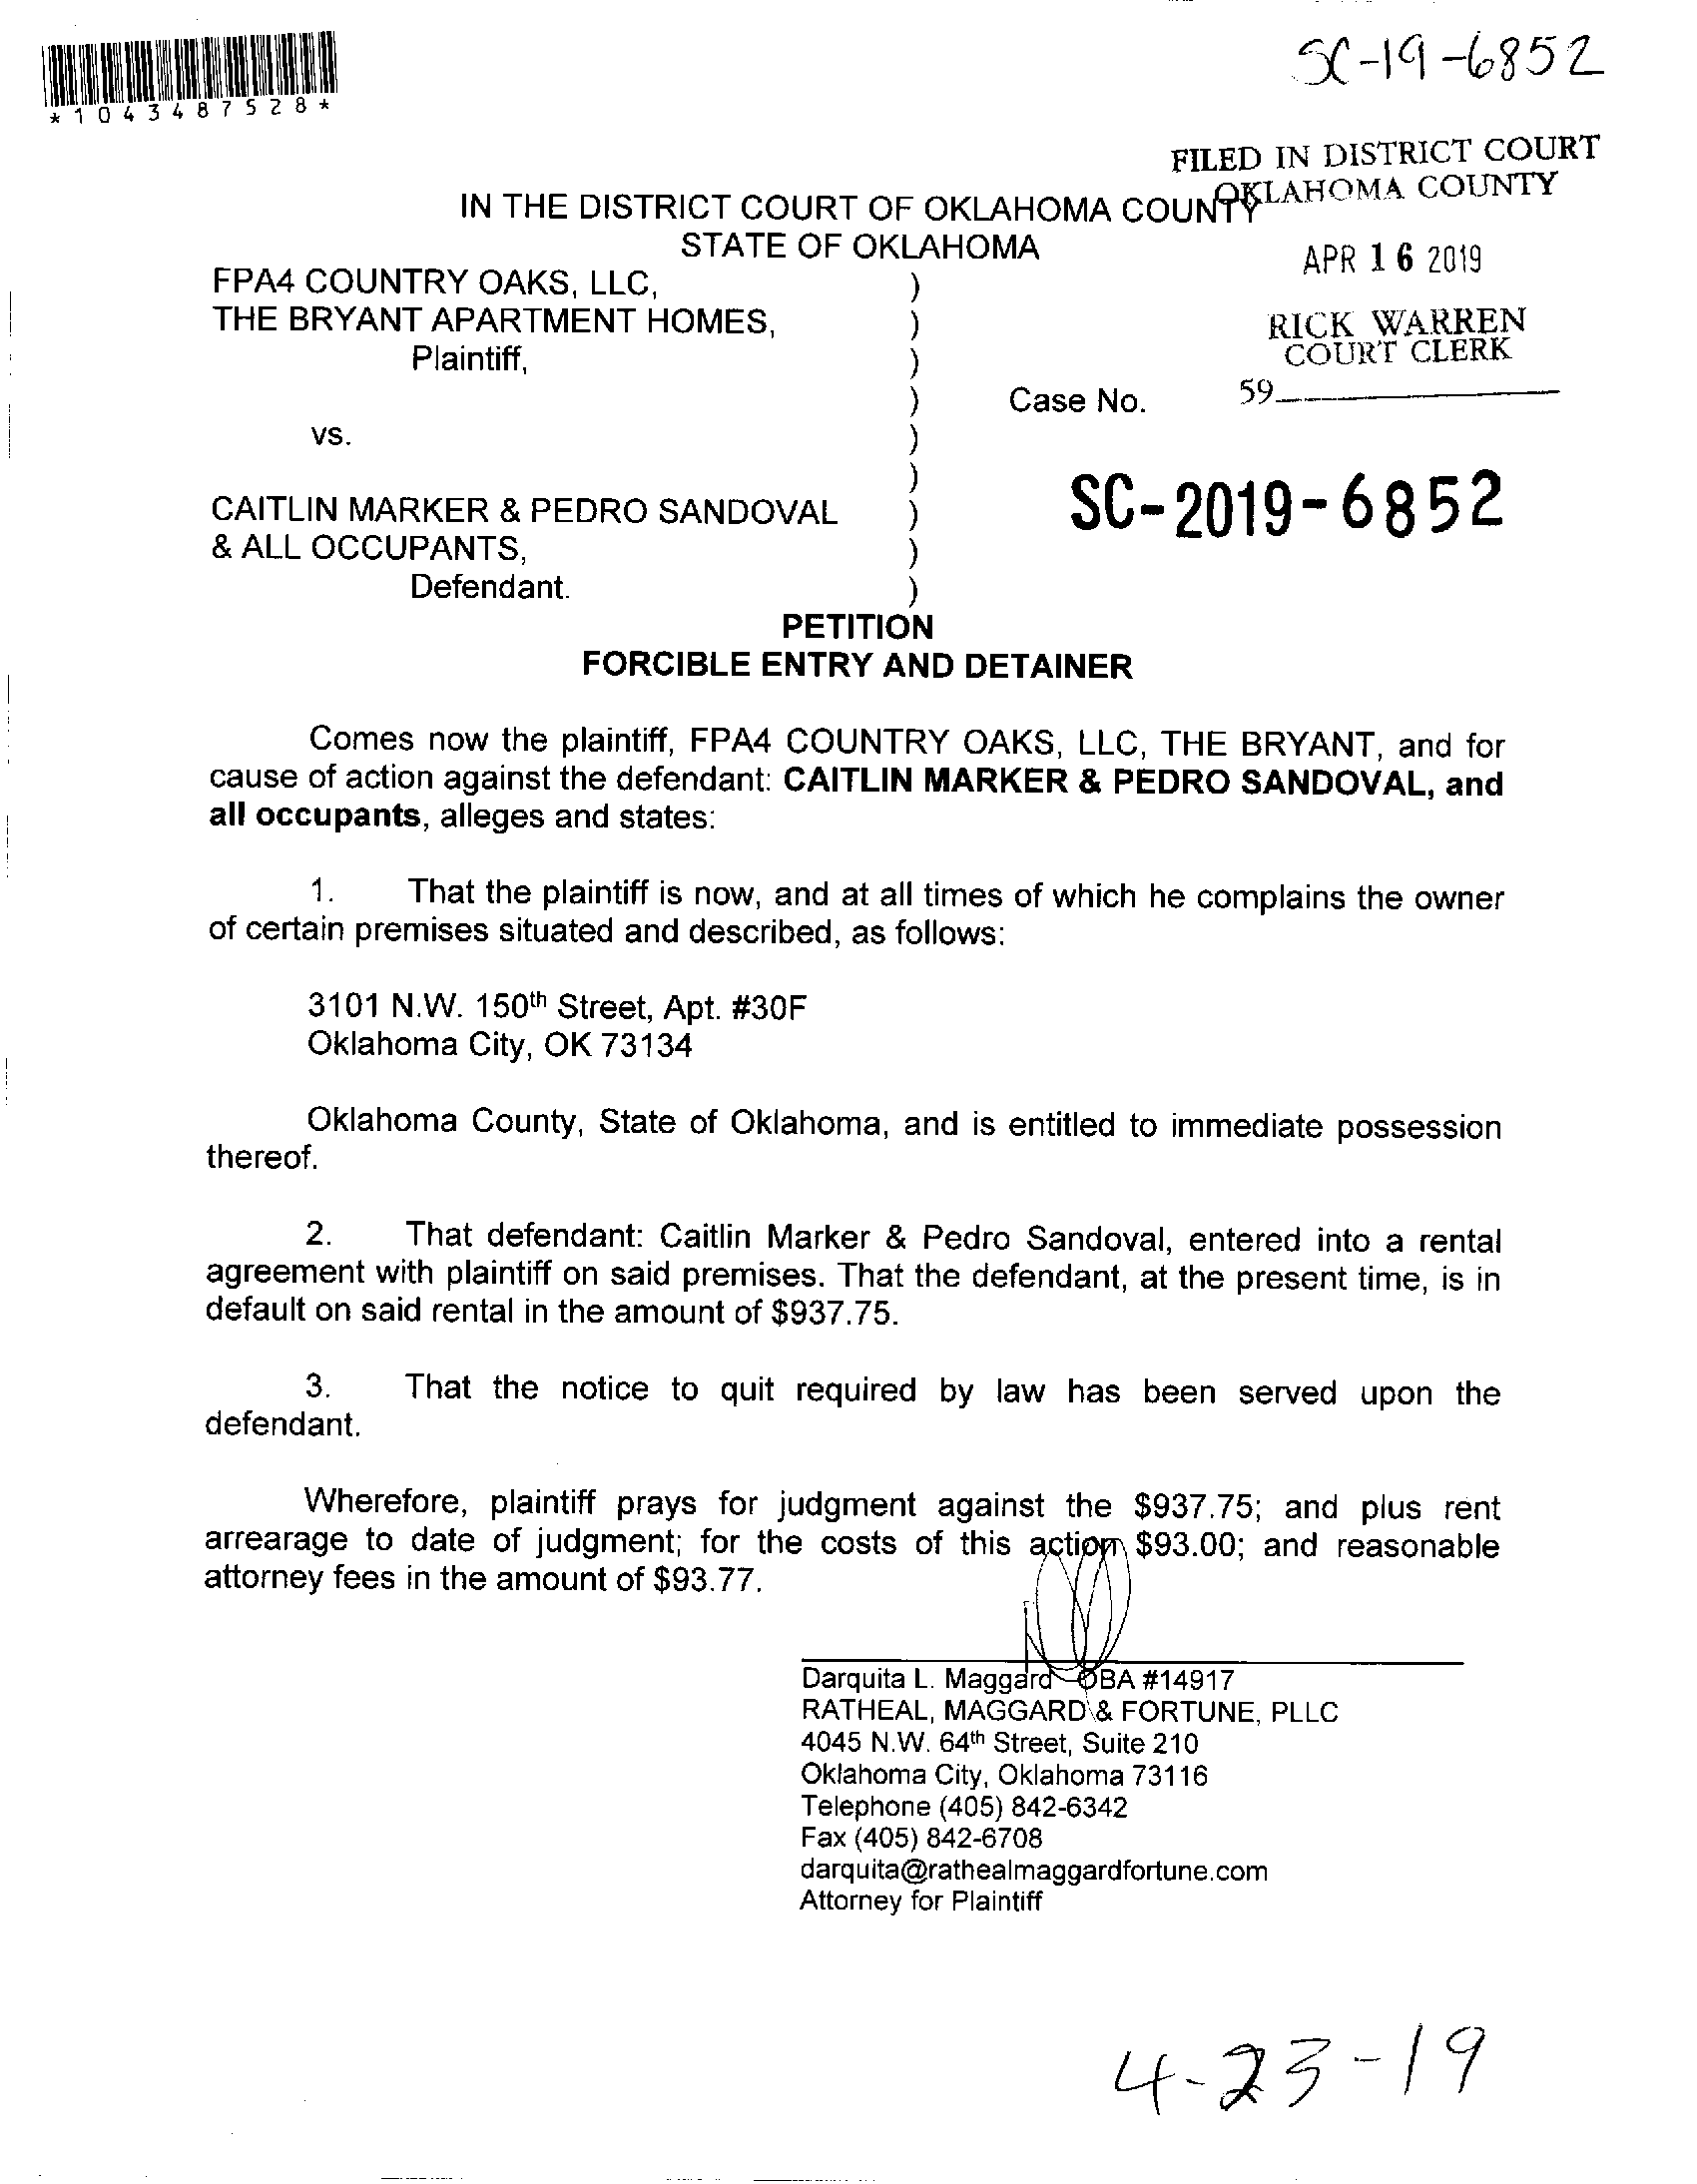 *1043487528*
SC-19-6852
FILED IN DISTRICT COURT
OKLAHOMA COUNTY
IN THE DISTRICT COURT OF OKLAHOMA COUNTY
STATE OF OKLAHOMA
APR 16 2019
FPA4 COUNTRY OAKS, LLC, )
THE BRYANT APARTMENT HOMES, )
RICK WARREN
COURT CLERK
Plaintiff, )
) Case No.
59
vs. )
)
SC-2019-6852
CAITLIN MARKER & PEDRO SANDOVAL )
& ALL OCCUPANTS, )
Defendant. )
PETITION
FORCIBLE ENTRY AND DETAINER
Comes now the plaintiff, FPA4 COUNTRY OAKS, LLC, THE BRYANT, and for
cause of action against the defendant: CAITLIN MARKER & PEDRO SANDOVAL, and
all occupants, alleges and states:
1. That the plaintiff is now, and at all times of which he complains the owner
of certain premises situated and described, as follows:
3101 N.W. 150th Street, Apt. #30F
Oklahoma City, OK 73134
Oklahoma County, State of Oklahoma, and is entitled to immediate possession
thereof.
2. That defendant: Caitlin Marker & Pedro Sandoval, entered into a rental
agreement with plaintiff on said premises. That the defendant, at the present time, is in
default on said rental in the amount of $937.75.
3. That the notice to quit required by law has been served upon the
defendant.
Wherefore, plaintiff prays for judgment against the $937.75; and plus rent
arrearage to date of judgment; for the costs of this action $93.00; and reasonable
attorney fees in the amount of $93.77.
Darquita L. Maggard OBA #14917
RATHEAL, MAGGARD & FORTUNE, PLLC
4045 N.W. 64th Street, Suite 210
Oklahoma City, Oklahoma 73116
Telephone (405) 842-6342
Fax (405) 842-6708
darquita@rathealmaggardfortune.com
Attorney for Plaintiff
4-23-19